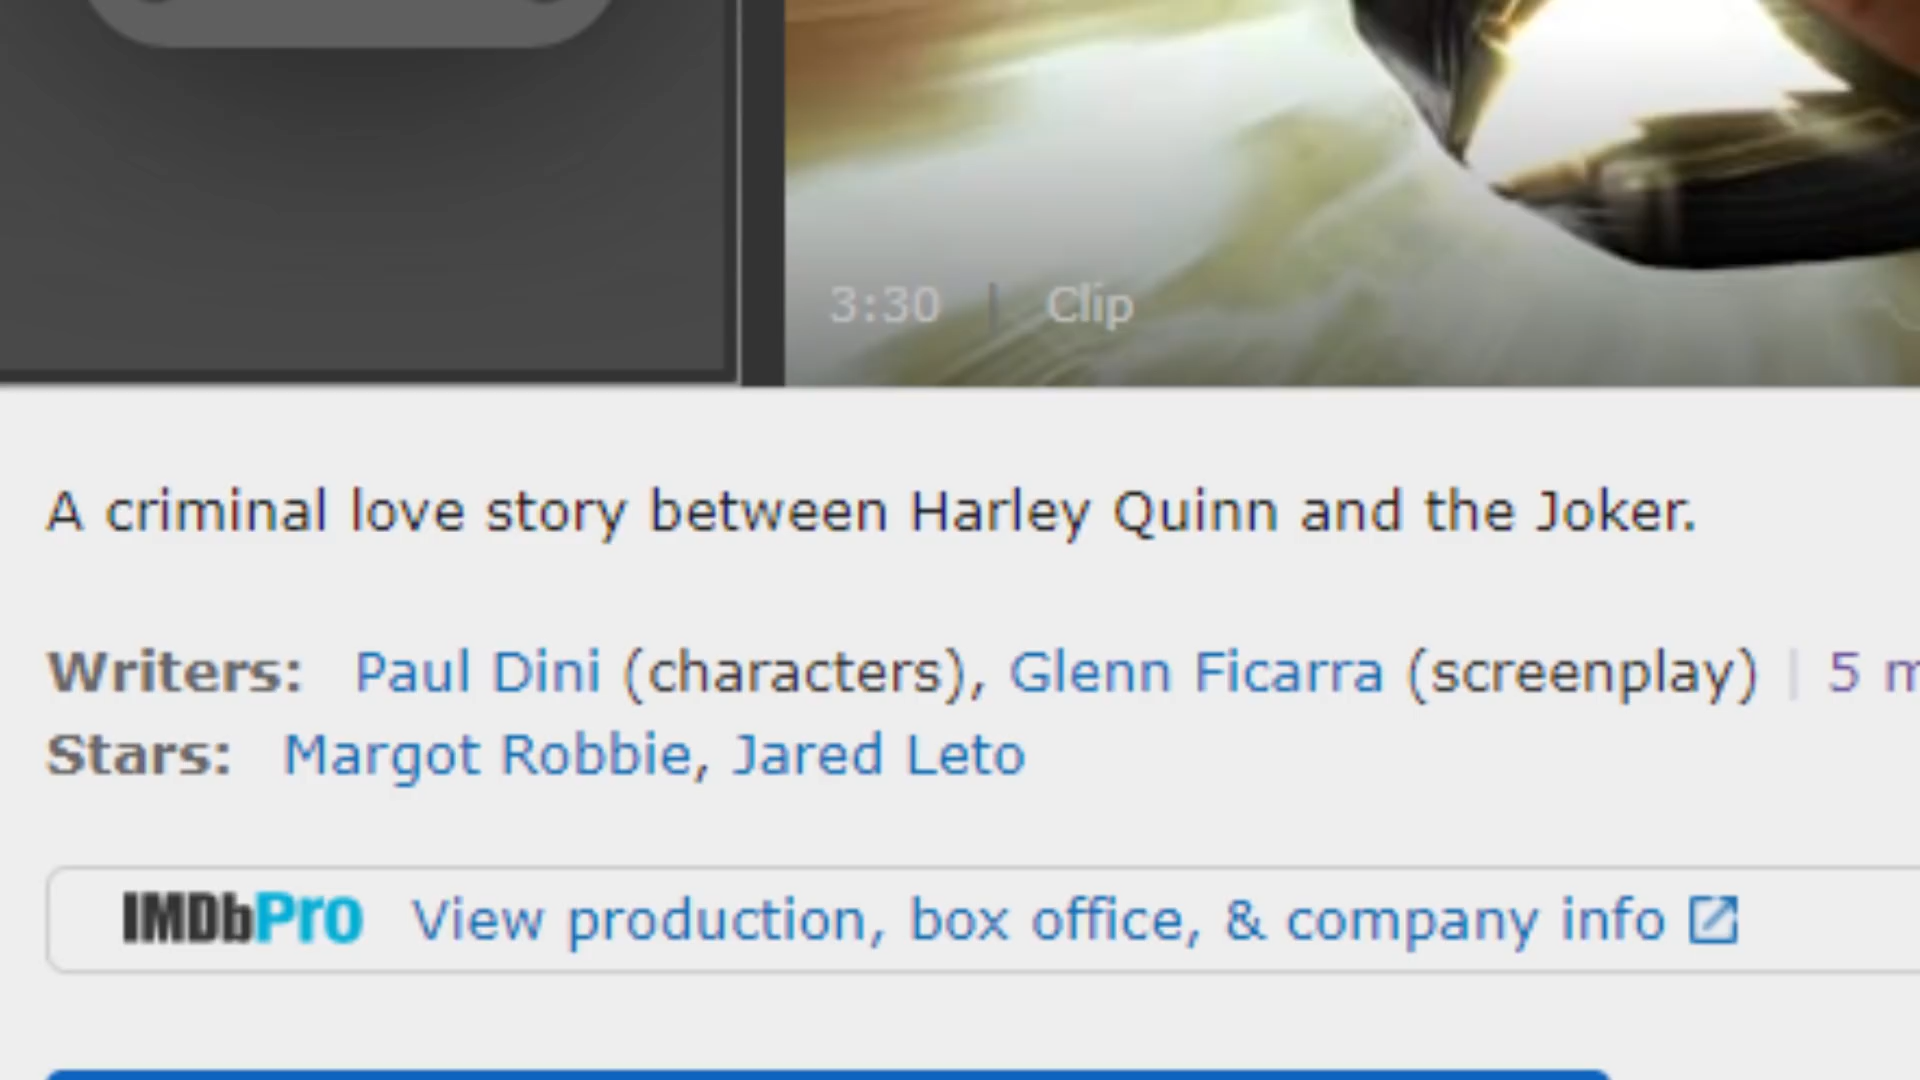 3:30 | Clip
A criminal love story between Harley Quinn and the Joker.
Writers: Paul Dini (characters), Glenn Ficarra (screenplay) | 5 m
Stars: Margot Robbie, Jared Leto
IMDbPro View production, box office, & company info